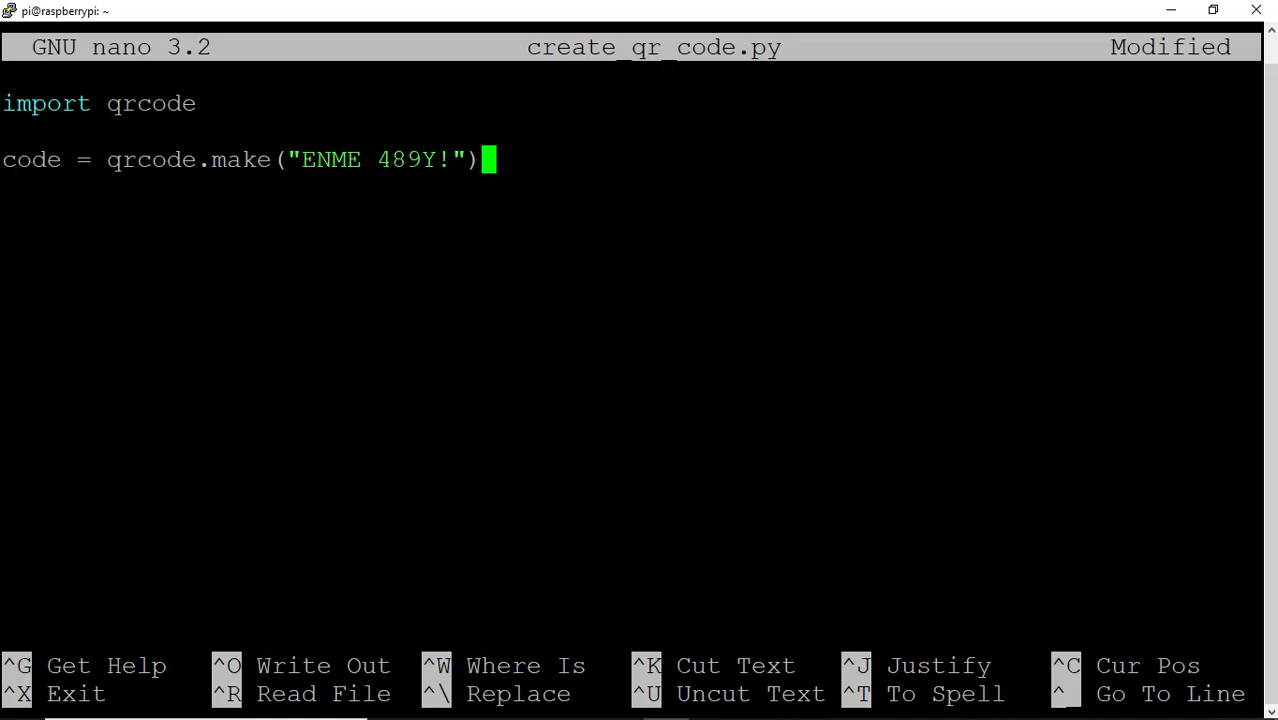 pi@raspberrypi: ~
GNU nano 3.2 create_qr_code.py Modified
import qrcode
code = qrcode.make("ENME 489Y!")
^G Get Help ^O Write Out ^W Where Is ^K Cut Text ^J Justify ^C Cur Pos
^X Exit ^R Read File ^\ Replace ^U Uncut Text ^T To Spell ^_ Go To Line